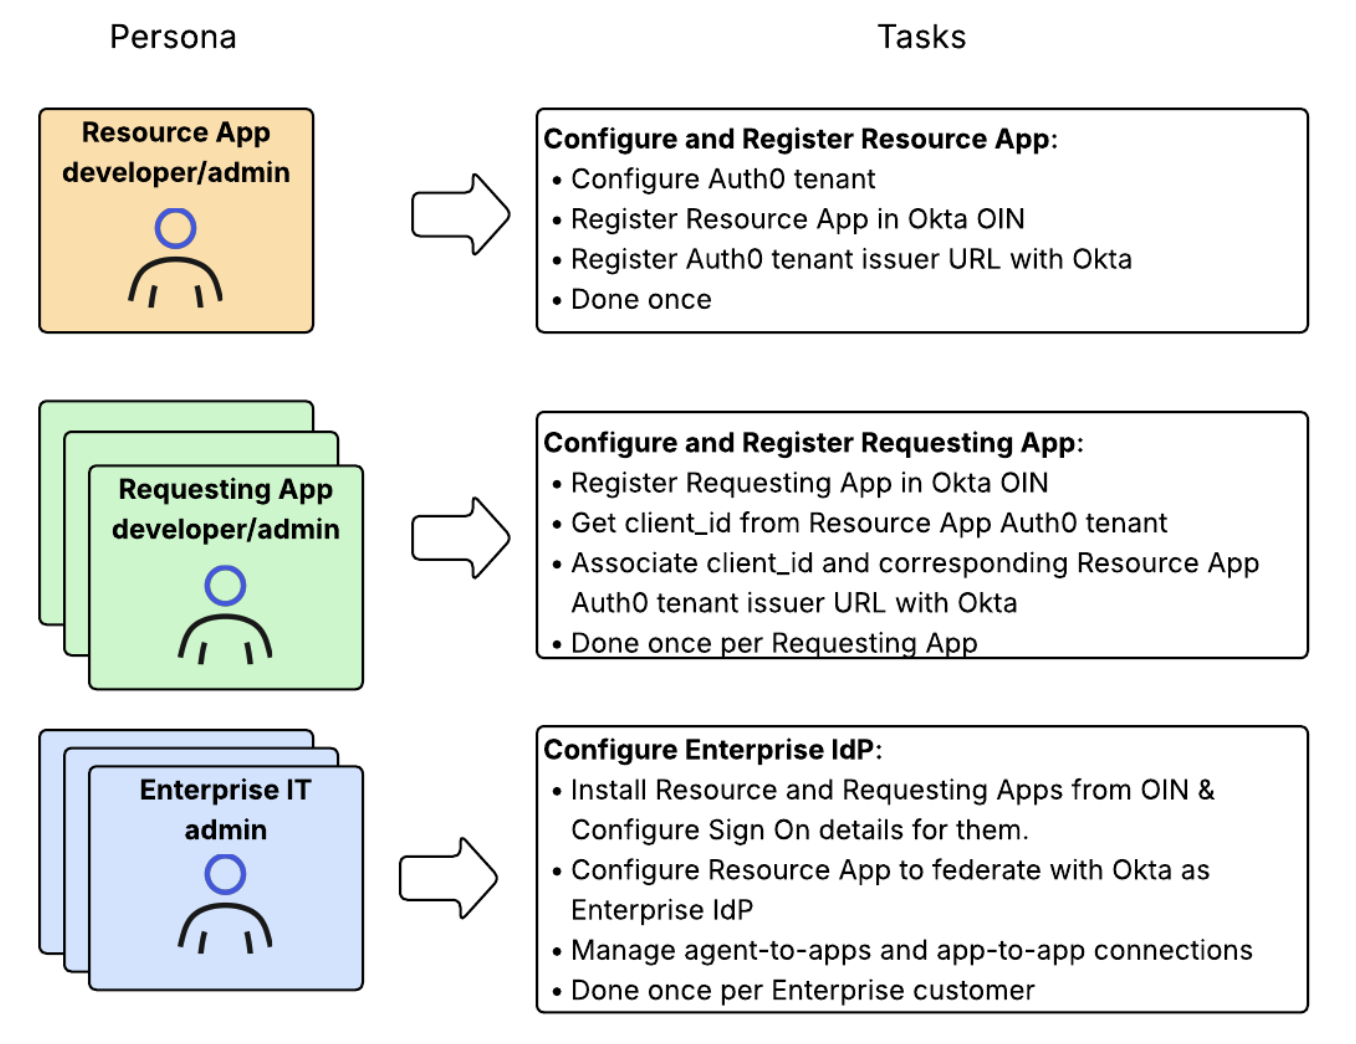 Persona
Tasks
Resource App
developer/admin
Configure and Register Resource App:
• Configure Auth0 tenant
• Register Resource App in Okta OIN
• Register Auth0 tenant issuer URL with Okta
• Done once
Requesting App
developer/admin
Configure and Register Requesting App:
• Register Requesting App in Okta OIN
• Get client_id from Resource App Auth0 tenant
• Associate client_id and corresponding Resource App
Auth0 tenant issuer URL with Okta
• Done once per Requesting App
Enterprise IT
admin
Configure Enterprise IdP:
• Install Resource and Requesting Apps from OIN &
Configure Sign On details for them.
• Configure Resource App to federate with Okta as
Enterprise IdP
• Manage agent-to-apps and app-to-app connections
• Done once per Enterprise customer